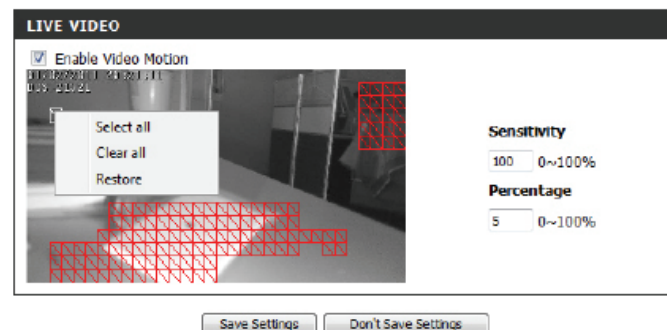 LIVE VIDEO
Enable Video Motion
Select all
Clear all
Restore
Sensitivity
100 0~100%
Percentage
5 0~100%
Save Settings
Don't Save Settings